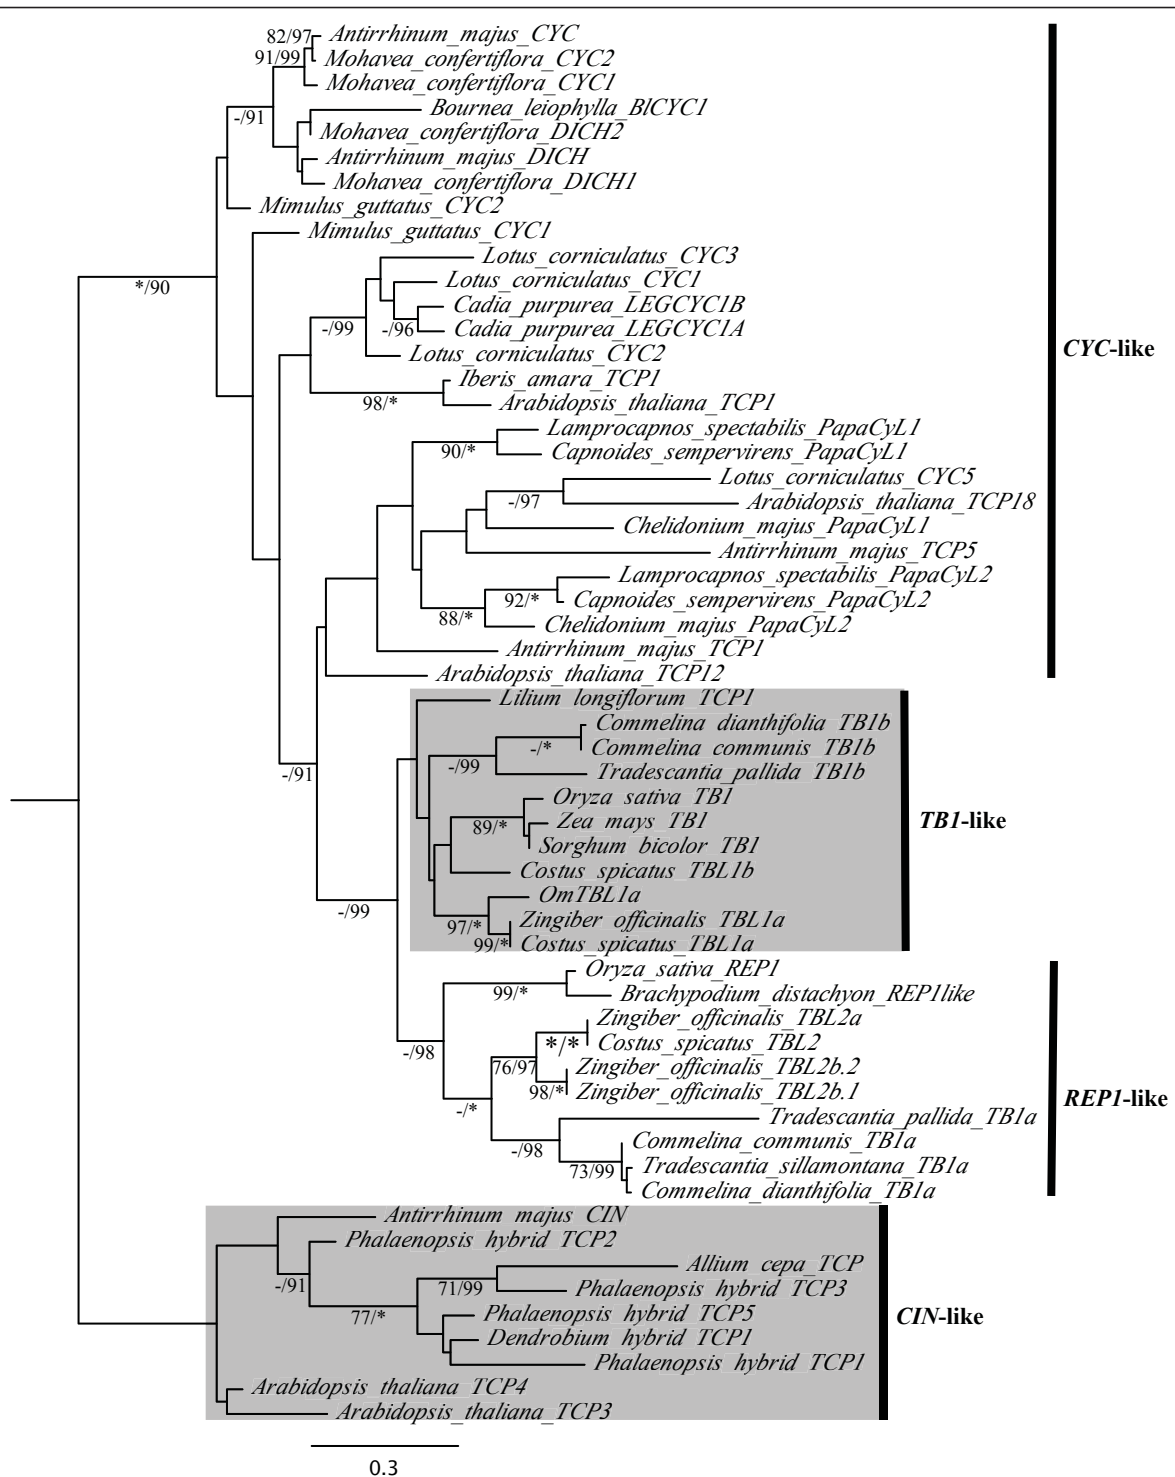 82/97
Antirrhinum_majus_CYC
91/99
Mohavea_confertiflora_CYC2
Mohavea_confertiflora_CYC1
Bournea_leiophylla_BlCYC1
-/91
Mohavea_confertiflora_DICH2
Antirrhinum_majus_DICH
Mohavea_confertiflora_DICH1
Mimulus_guttatus_CYC2
Mimulus_guttatus_CYC1
Lotus_corniculatus_CYC3
*/90
Lotus_corniculatus_CYC1
Cadia_purpurea_LEGCYC1B
-/99
-/96
Cadia_purpurea_LEGCYC1A
CYC-like
Lotus_corniculatus_CYC2
Iberis_amara_TCP1
98/*
Arabidopsis_thaliana_TCP1
Lamprocapnos_spectabilis_PapaCyL1
90/*
Capnoides_sempervirens_PapaCyL1
Lotus_corniculatus_CYC5
-/97
Arabidopsis_thaliana_TCP18
Chelidonium_majus_PapaCyL1
Antirrhinum_majus_TCP5
Lamprocapnos_spectabilis_PapaCyL2
92/*
Capnoides_sempervirens_PapaCyL2
88/*
Chelidonium_majus_PapaCyL2
Antirrhinum_majus_TCP1
Arabidopsis_thaliana_TCP12
Lilium_longiflorum_TCP1
Commelina_dianthifolia_TB1b
-/*
Commelina_communis_TB1b
-/99
-/91
Tradescantia_pallida_TB1b
Oryza_sativa_TB1
89/*
Zea_mays_TB1
TB1-like
Sorghum_bicolor_TB1
Costus_spicatus_TBL1b
OmTBL1a
-/99
97/*
Zingiber_officinalis_TBL1a
99/*
Costus_spicatus_TBL1a
Oryza_sativa_REP1
99/*
Brachypodium_distachyon_REP1like
Zingiber_officinalis_TBL2a
-/98
*/*
Costus_spicatus_TBL2
76/97
Zingiber_officinalis_TBL2b.2
98/*
Zingiber_officinalis_TBL2b.1
REP1-like
-/*
Tradescantia_pallida_TB1a
-/98
Commelina_communis_TB1a
73/99
Tradescantia_sillamontana_TB1a
Commelina_dianthifolia_TB1a
Antirrhinum_majus_CIN
Phalaenopsis_hybrid_TCP2
Allium_cepa_TCP
-/91
71/99
Phalaenopsis_hybrid_TCP3
77/*
Phalaenopsis_hybrid_TCP5
CIN-like
Dendrobium_hybrid_TCP1
Phalaenopsis_hybrid_TCP1
Arabidopsis_thaliana_TCP4
Arabidopsis_thaliana_TCP3
0.3